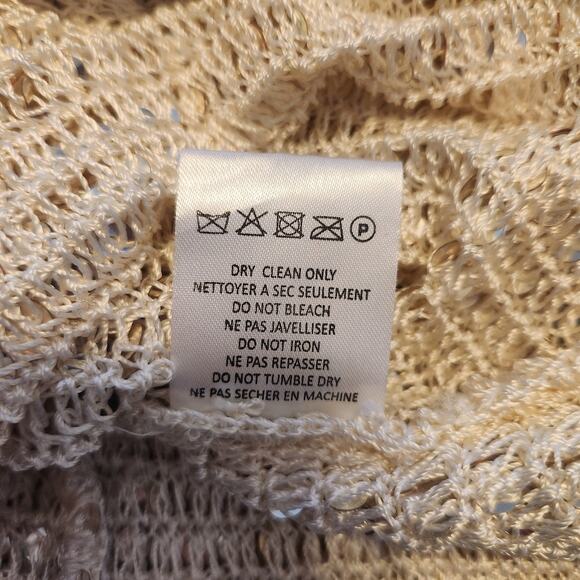 P
DRY CLEAN ONLY
NETTOYER A SEC SEULEMENT
DO NOT BLEACH
NE PAS JAVELLISER
DO NOT IRON
NE PAS REPASSER
DO NOT TUMBLE DRY
NE PAS SECHER EN MACHINE